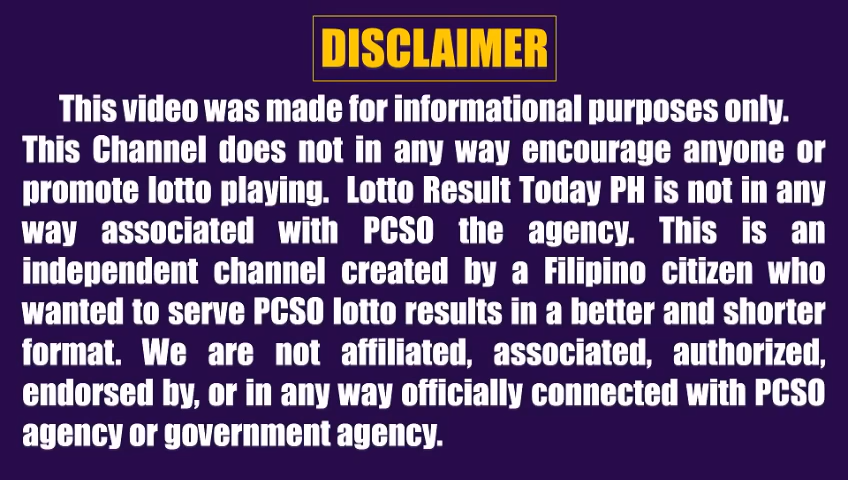 DISCLAIMER
This video was made for informational purposes only.
This Channel does not in any way encourage anyone or
promote lotto playing. Lotto Result Today PH is not in any
way associated with PCSO the agency. This is an
independent channel created by a Filipino citizen who
wanted to serve PCSO lotto results in a better and shorter
format. We are not affiliated, associated, authorized,
endorsed by, or in any way officially connected with PCSO
agency or government agency.